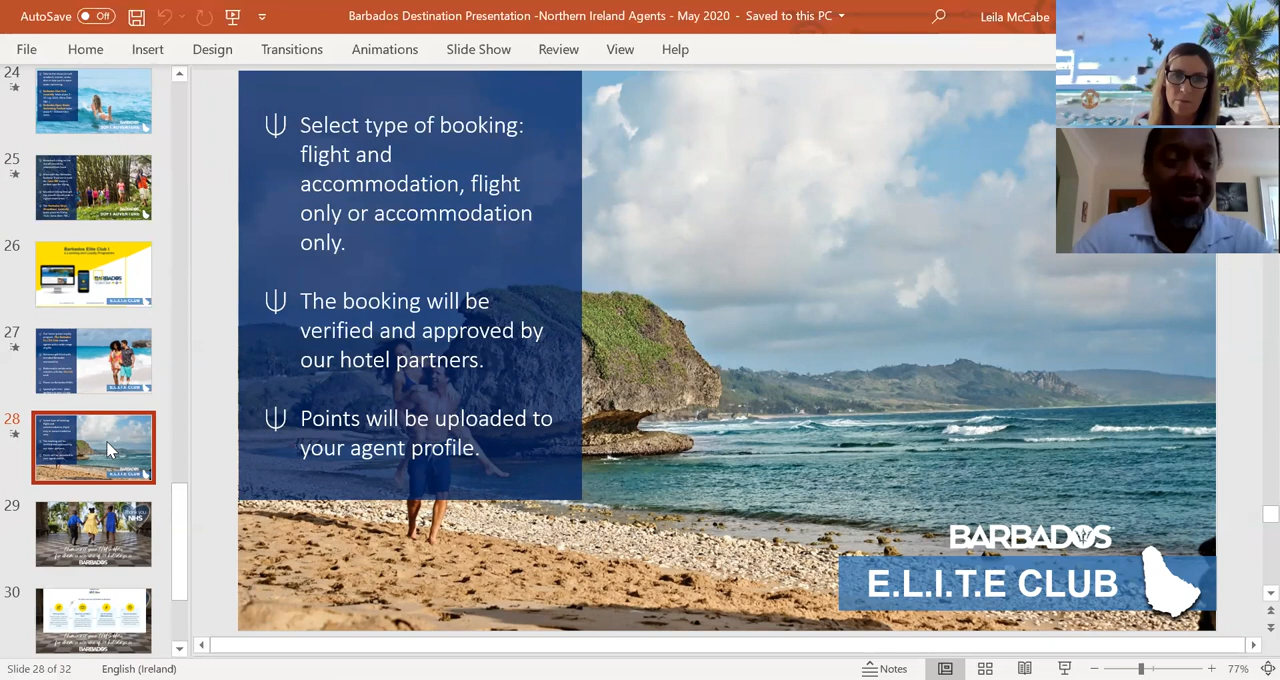 AutoSave Off
Barbados Destination Presentation -Northern Ireland Agents - May 2020 - Saved to this PC
Leila McCabe
File Home Insert Design Transitions Animations Slide Show Review View Help
24
25
26
27
28
29
30
Select type of booking:
flight and
accommodation, flight
only or accommodation
only.
The booking will be
verified and approved by
our hotel partners.
Points will be uploaded to
your agent profile.
BARBADOS
E.L.I.T.E CLUB
Slide 28 of 32
English (Ireland)
Notes
77%